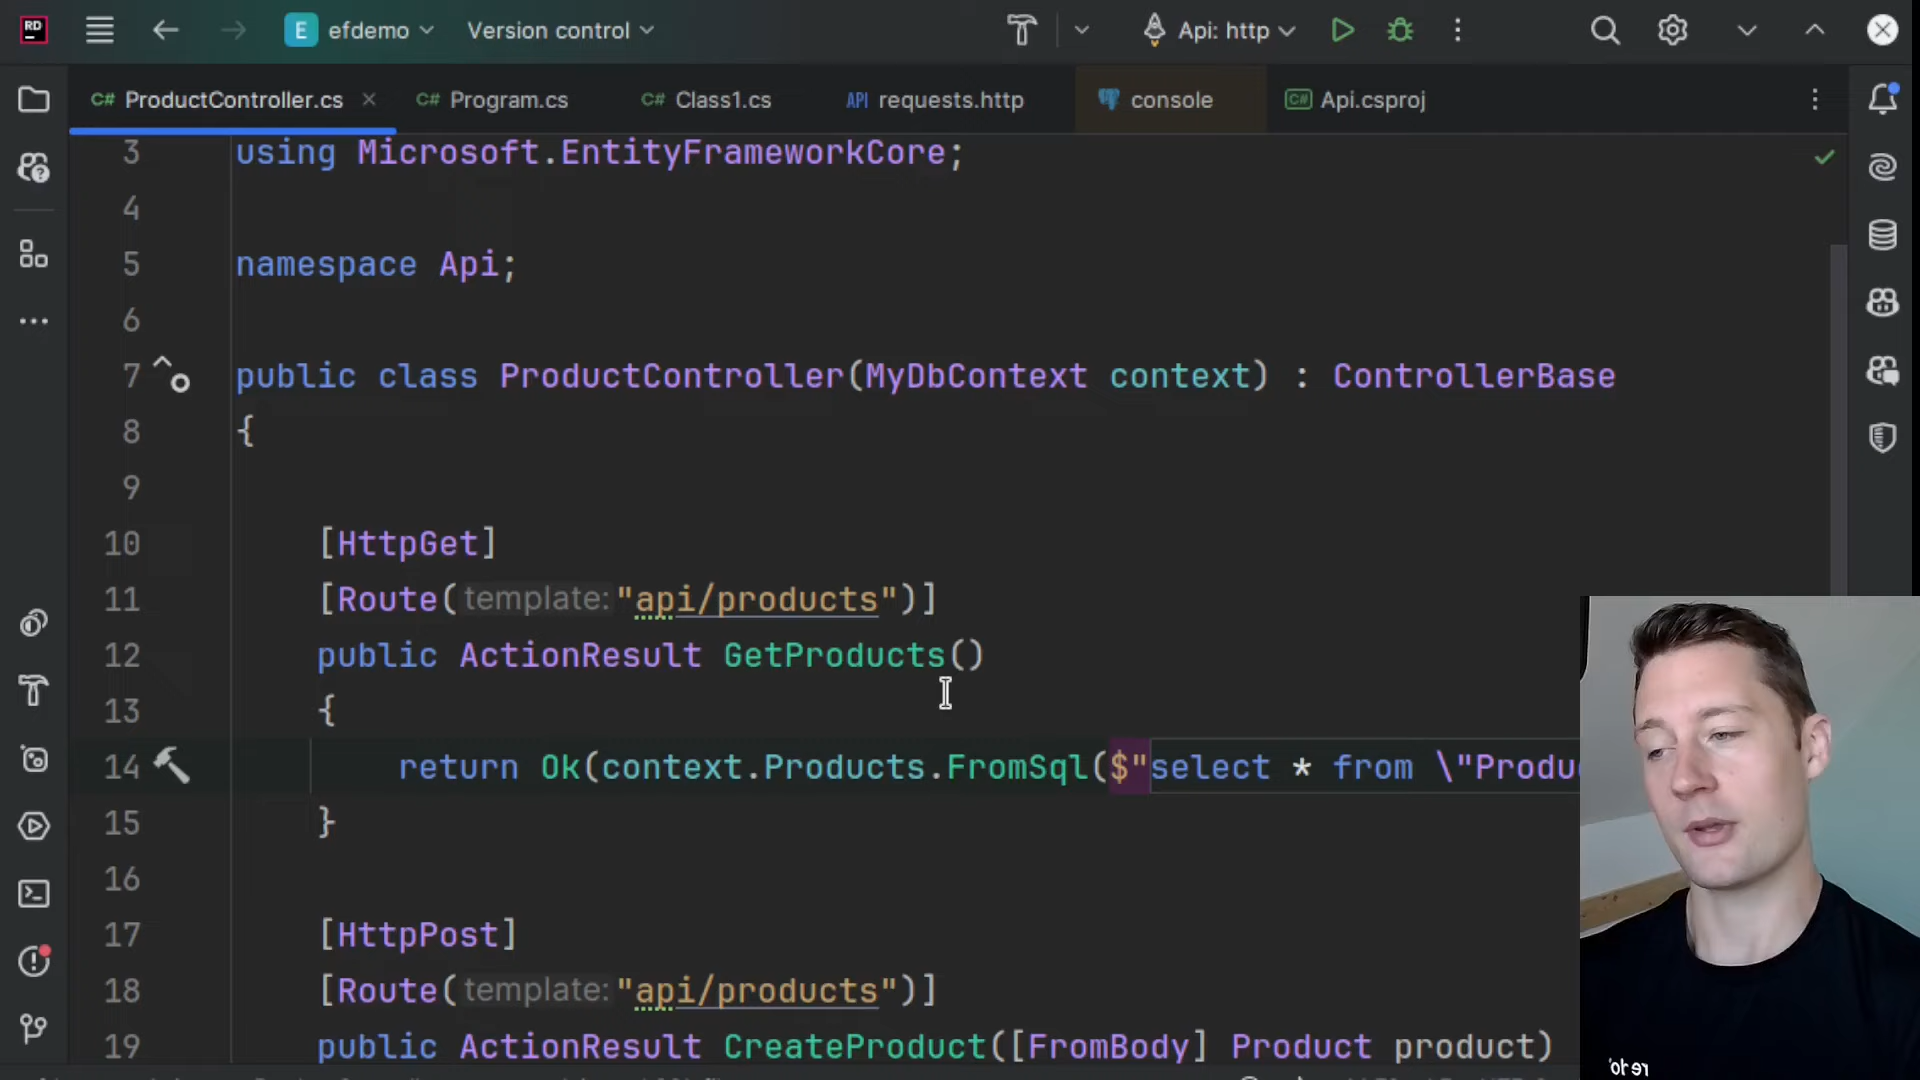 RD
E efdemo Version control Api: http
C# ProductController.cs C# Program.cs C# Class1.cs API requests.http console C# Api.csproj
3 using Microsoft.EntityFrameworkCore;
4
5 namespace Api;
6
7 public class ProductController(MyDbContext context) : ControllerBase
8 {
9
10 [HttpGet]
11 [Route(template: "api/products")]
12 public ActionResult GetProducts()
13 {
14 return Ok(context.Products.FromSql($"select * from \"Produ
15 }
16
17 [HttpPost]
18 [Route(template: "api/products")]
19 public ActionResult CreateProduct([FromBody] Product product)